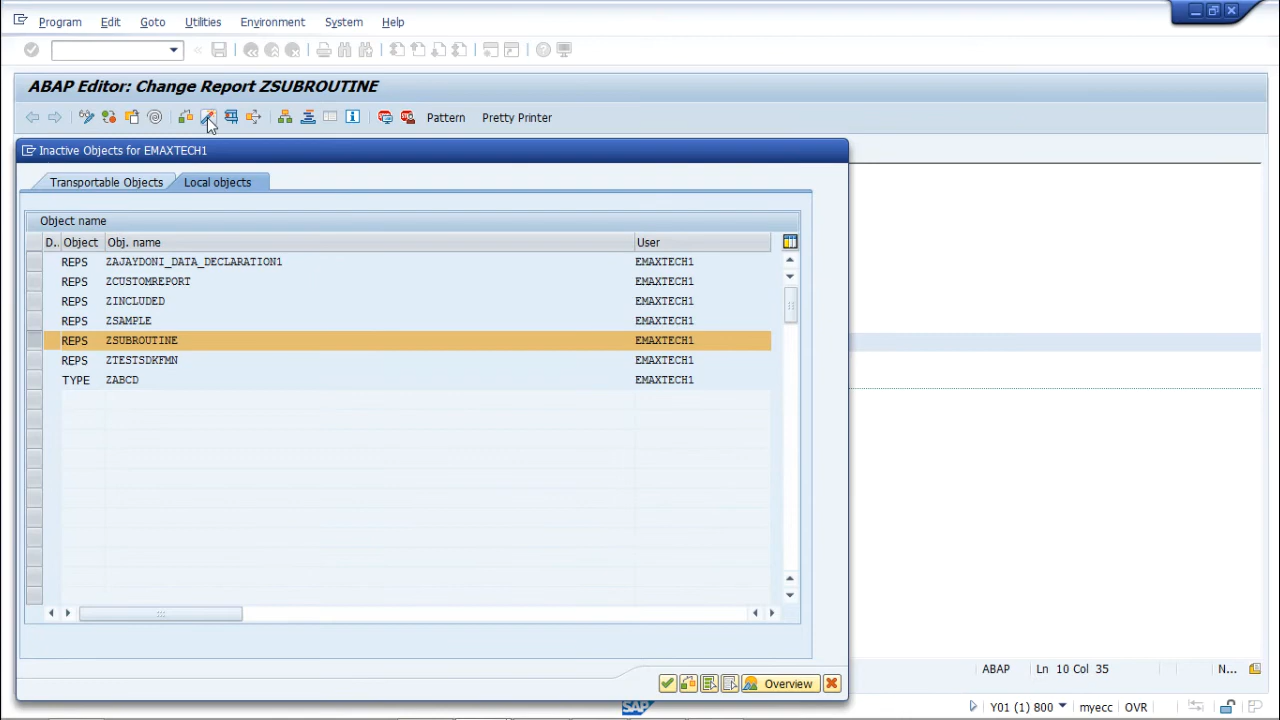 Program Edit Goto Utilities Environment System Help
ABAP Editor: Change Report ZSUBROUTINE
Pattern Pretty Printer
Inactive Objects for EMAXTECH1
Transportable Objects Local objects
Object name
D.. Object Obj. name User
REPS ZAJAYDONI_DATA_DECLARATION1 EMAXTECH1
REPS ZCUSTOMREPORT EMAXTECH1
REPS ZINCLUDED EMAXTECH1
REPS ZSAMPLE EMAXTECH1
REPS ZSUBROUTINE EMAXTECH1
REPS ZTESTSDKFMN EMAXTECH1
TYPE ZABCD EMAXTECH1
ABAP Ln 10 Col 35 N...
Overview
SAP Y01 (1) 800 myecc OVR